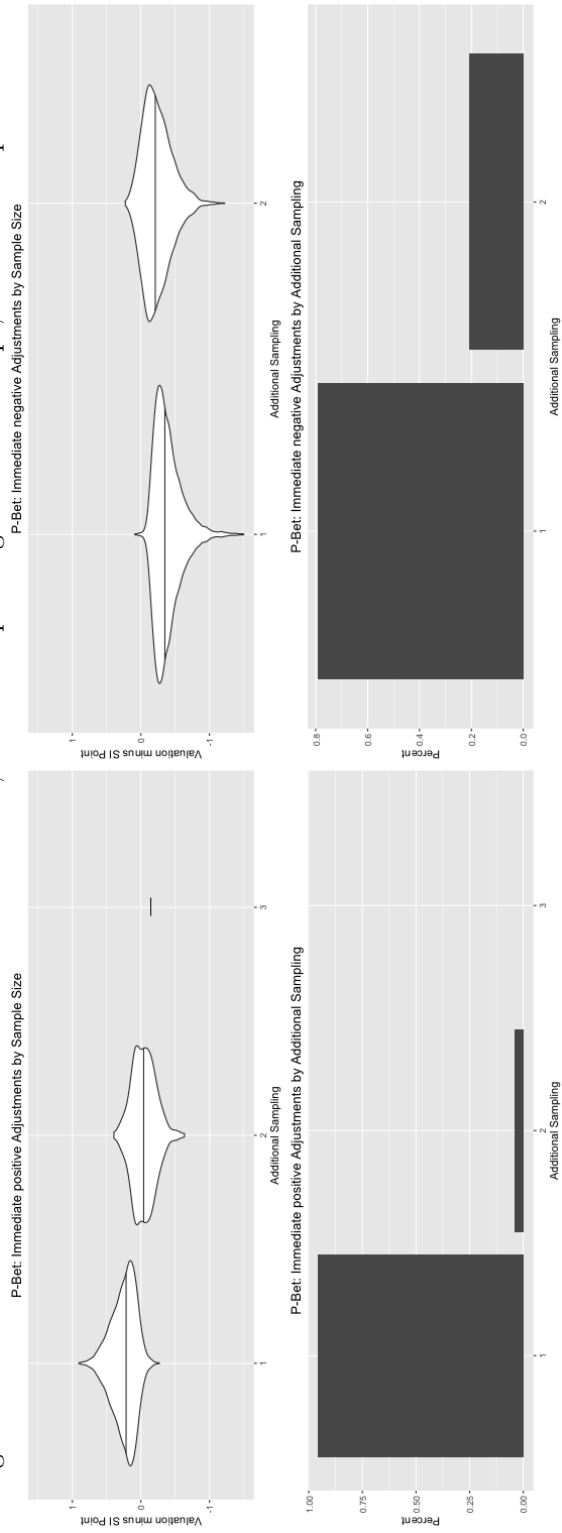 P-Bet: Immediate positive Adjustments by Sample Size
Valuation minus SI Point
1
0
-1
1
2
3
Additional Sampling
P-Bet: Immediate negative Adjustments by Sample Size
Valuation minus SI Point
1
0
-1
1
2
Additional Sampling
P-Bet: Immediate positive Adjustments by Additional Sampling
Percent
1.00
0.75
0.50
0.25
0.00
1
2
3
Additional Sampling
P-Bet: Immediate negative Adjustments by Additional Sampling
Percent
0.8
0.6
0.4
0.2
0.0
1
2
Additional Sampling